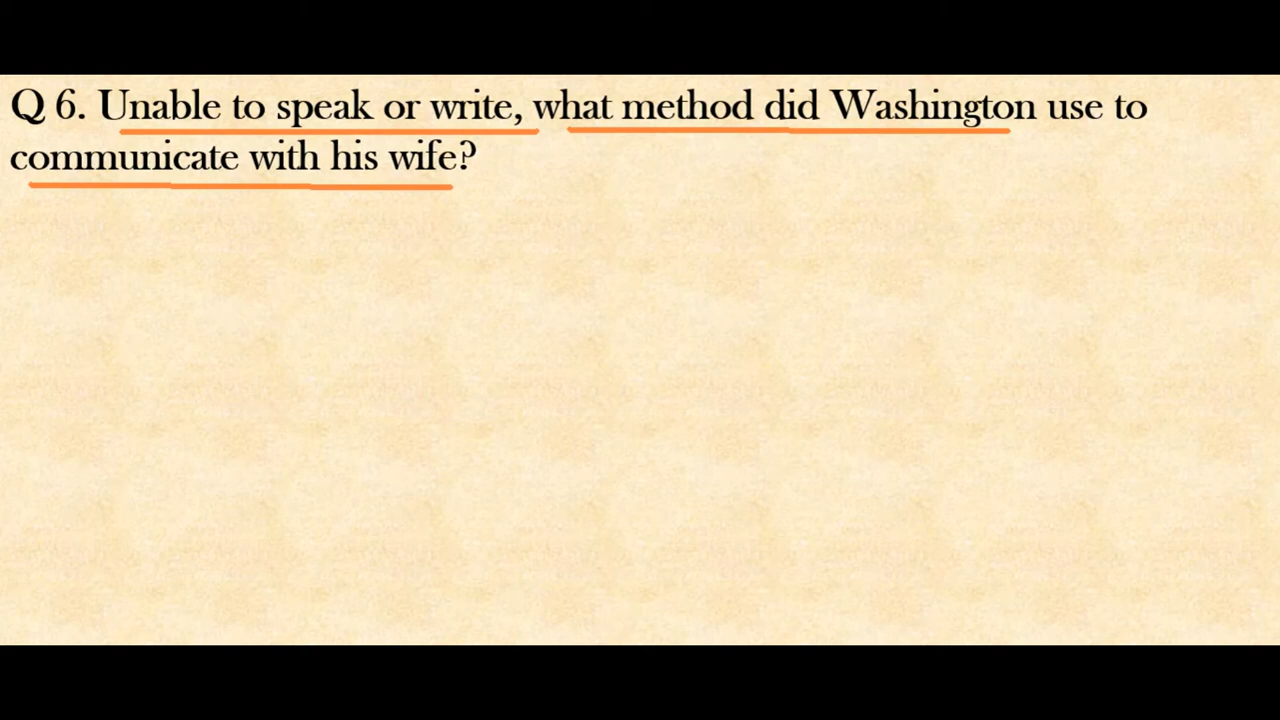 Q 6. Unable to speak or write, what method did Washington use to
communicate with his wife?